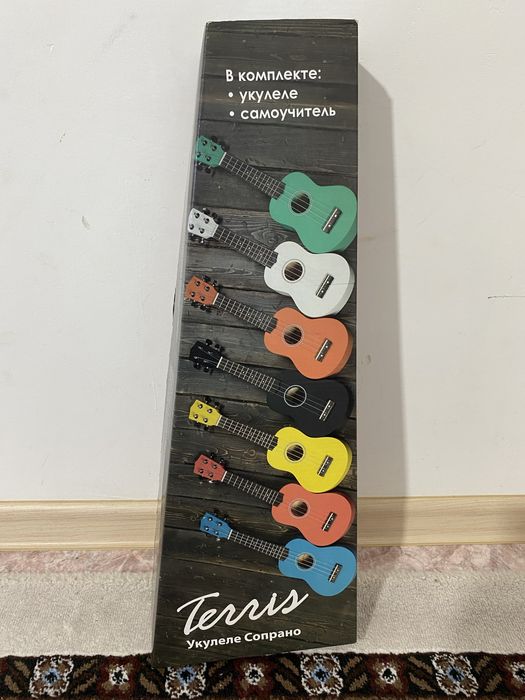 В комплекте:
• укулеле
• самоучитель
Terris
Укулеле Сопрано